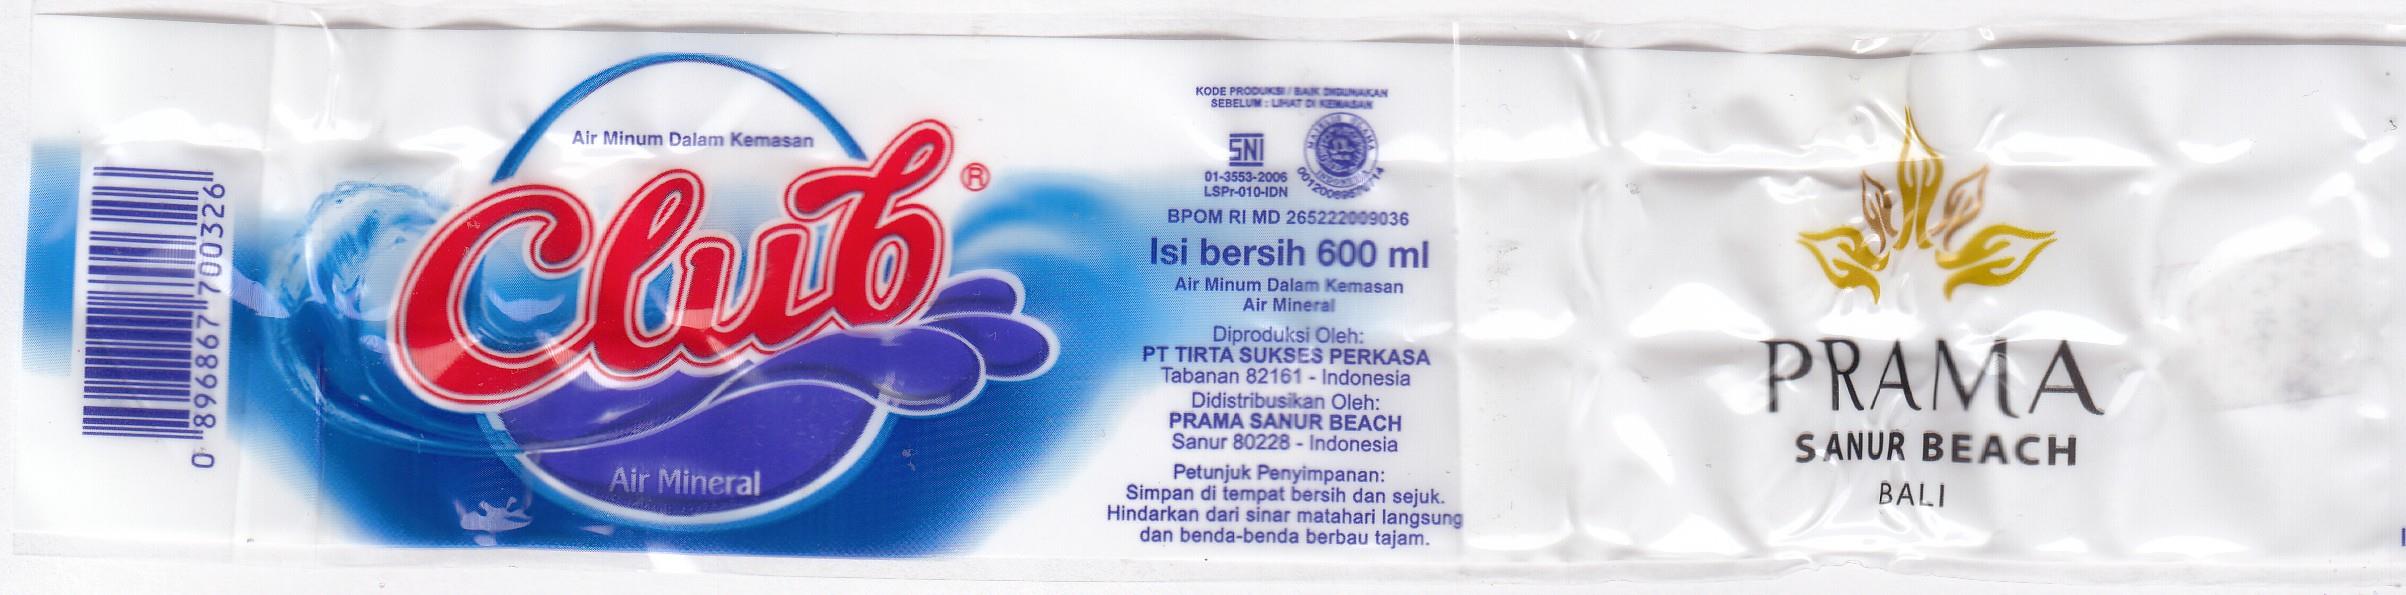 0 896867 700326
Air Minum Dalam Kemasan
Club®
Air Mineral
KODE PRODUKSI / BAIK DIGUNAKAN
SEBELUM : LIHAT DI KEMASAN
SNI
01-3553-2006
LSPr-010-IDN
MAJELIS ULAMA
INDONESIA
BPOM RI MD 265222009036
Isi bersih 600 ml
Air Minum Dalam Kemasan
Air Mineral
Diproduksi Oleh:
PT TIRTA SUKSES PERKASA
Tabanan 82161 - Indonesia
Didistribusikan Oleh:
PRAMA SANUR BEACH
Sanur 80228 - Indonesia
Petunjuk Penyimpanan:
Simpan di tempat bersih dan sejuk.
Hindarkan dari sinar matahari langsung
dan benda-benda berbau tajam.
PRAMA
SANUR BEACH
BALI